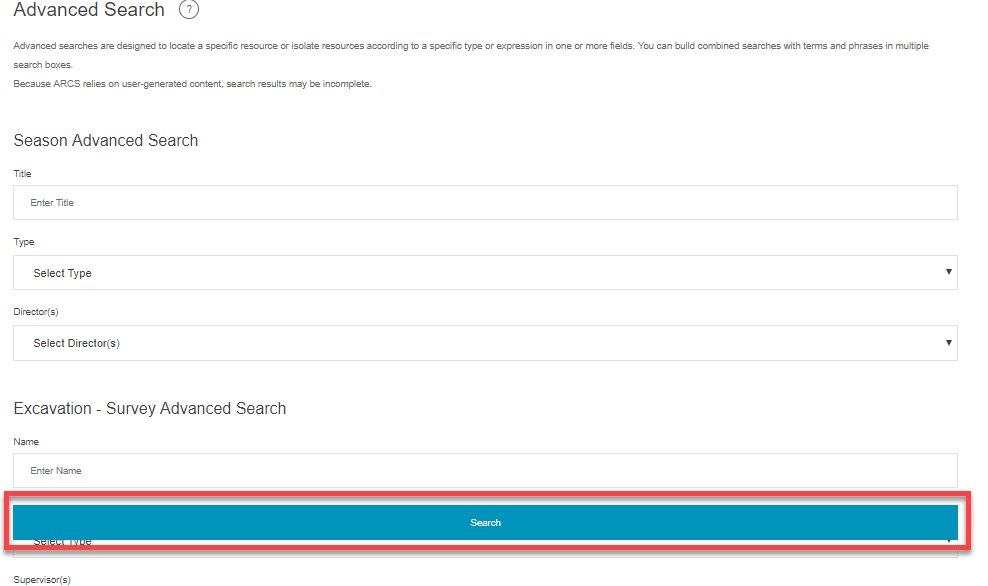 Advanced Search ?
Advanced searches are designed to locate a specific resource or isolate resources according to a specific type or expression in one or more fields. You can build combined searches with terms and phrases in multiple
search boxes.
Because ARCS relies on user-generated content, search results may be incomplete.
Season Advanced Search
Title
Enter Title
Type
Select Type
Director(s)
Select Director(s)
Excavation - Survey Advanced Search
Name
Enter Name
Search
Select Type
Supervisor(s)